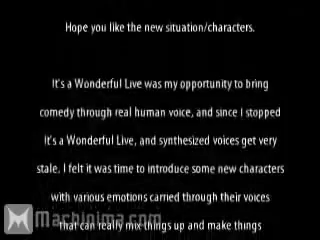 Hope you like the new situation/characters.
It's a Wonderful Live was my opportunity to bring
comedy through real human voice, and since I stopped
It's a Wonderful Live, and synthesized voices get very
stale, I felt it was time to introduce some new characters
with various emotions carried through their voices
Machinima.com
that can really mix things up and make things